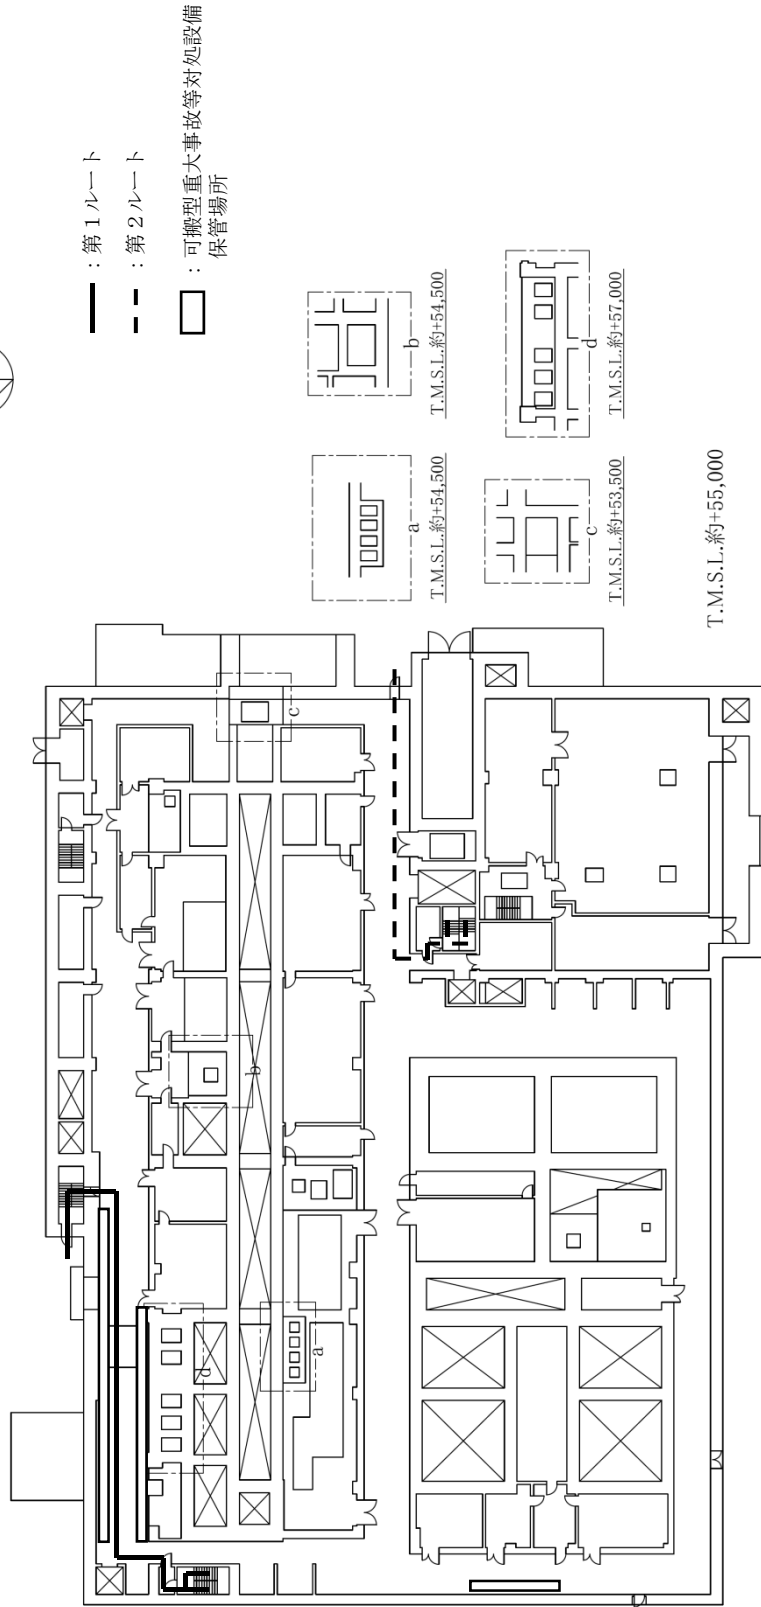 ：第１ルート
：第２ルート
：可搬型重大事故等対処設備
保管場所
a
T.M.S.L.約+54,500
b
T.M.S.L.約+54,500
c
T.M.S.L.約+53,500
d
T.M.S.L.約+57,000
T.M.S.L.約+55,000
a
b
c
d